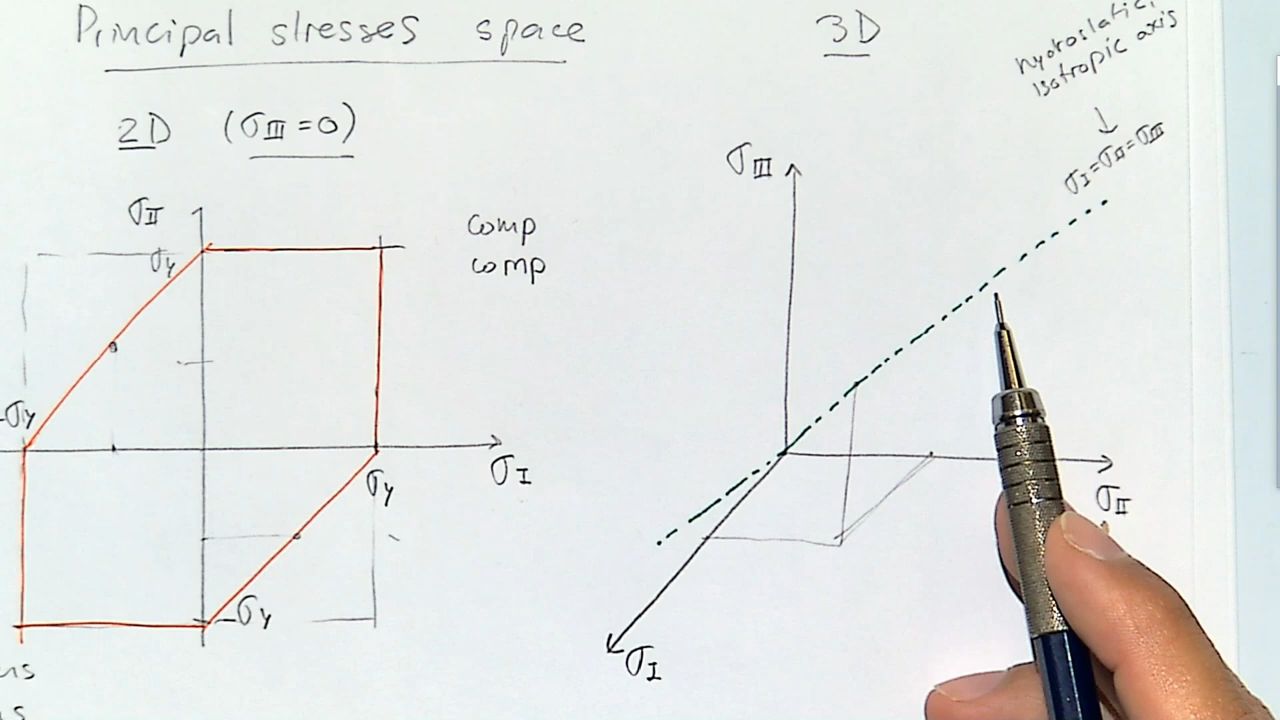 Principal stresses space
2D (σIII=0)
σII
σy
-σy
σy
σI
-σy
comp
comp
3D
hydrostatic,
isotropic axis
σI=σII=σIII
σIII
σII
σI